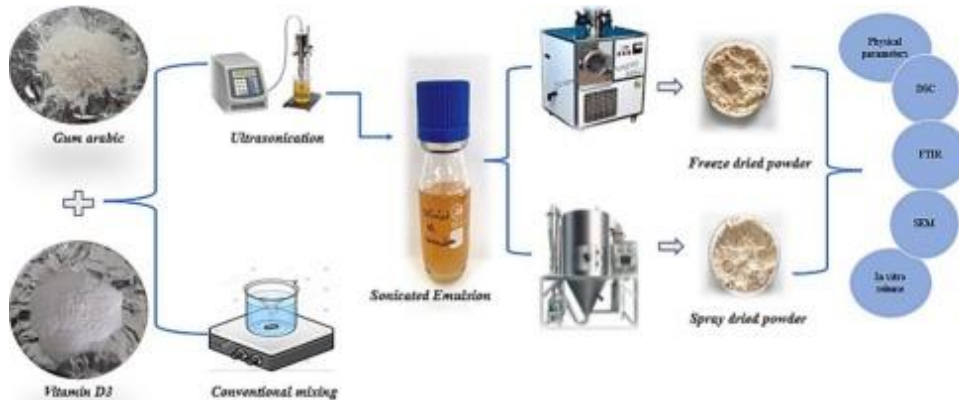 Gum arabic
Vitamin D3
Ultrasonication
Conventional mixing
Sonicated Emulsion
Freeze dried powder
Spray dried powder
Physical
parameters
DSC
FTIR
SEM
In vitro
release